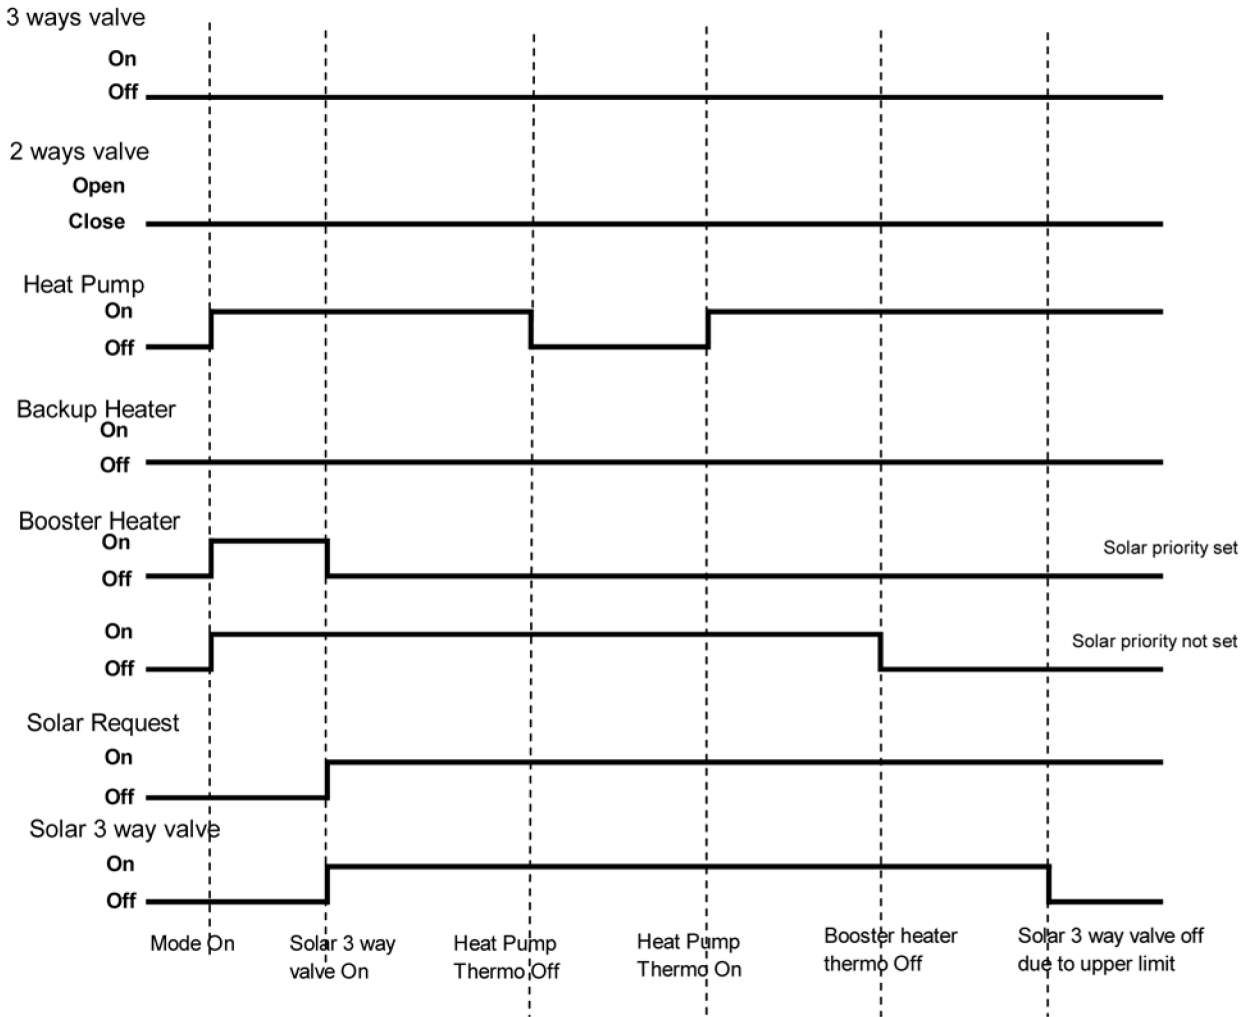 3 ways valve
On
Off
2 ways valve
Open
Close
Heat Pump
On
Off
Backup Heater
On
Off
Booster Heater
On
Solar priority set
Off
On
Solar priority not set
Off
Solar Request
On
Off
Solar 3 way valve
On
Off
Mode On
Solar 3 way
valve On
Heat Pump
Thermo Off
Heat Pump
Thermo On
Booster heater
thermo Off
Solar 3 way valve off
due to upper limit